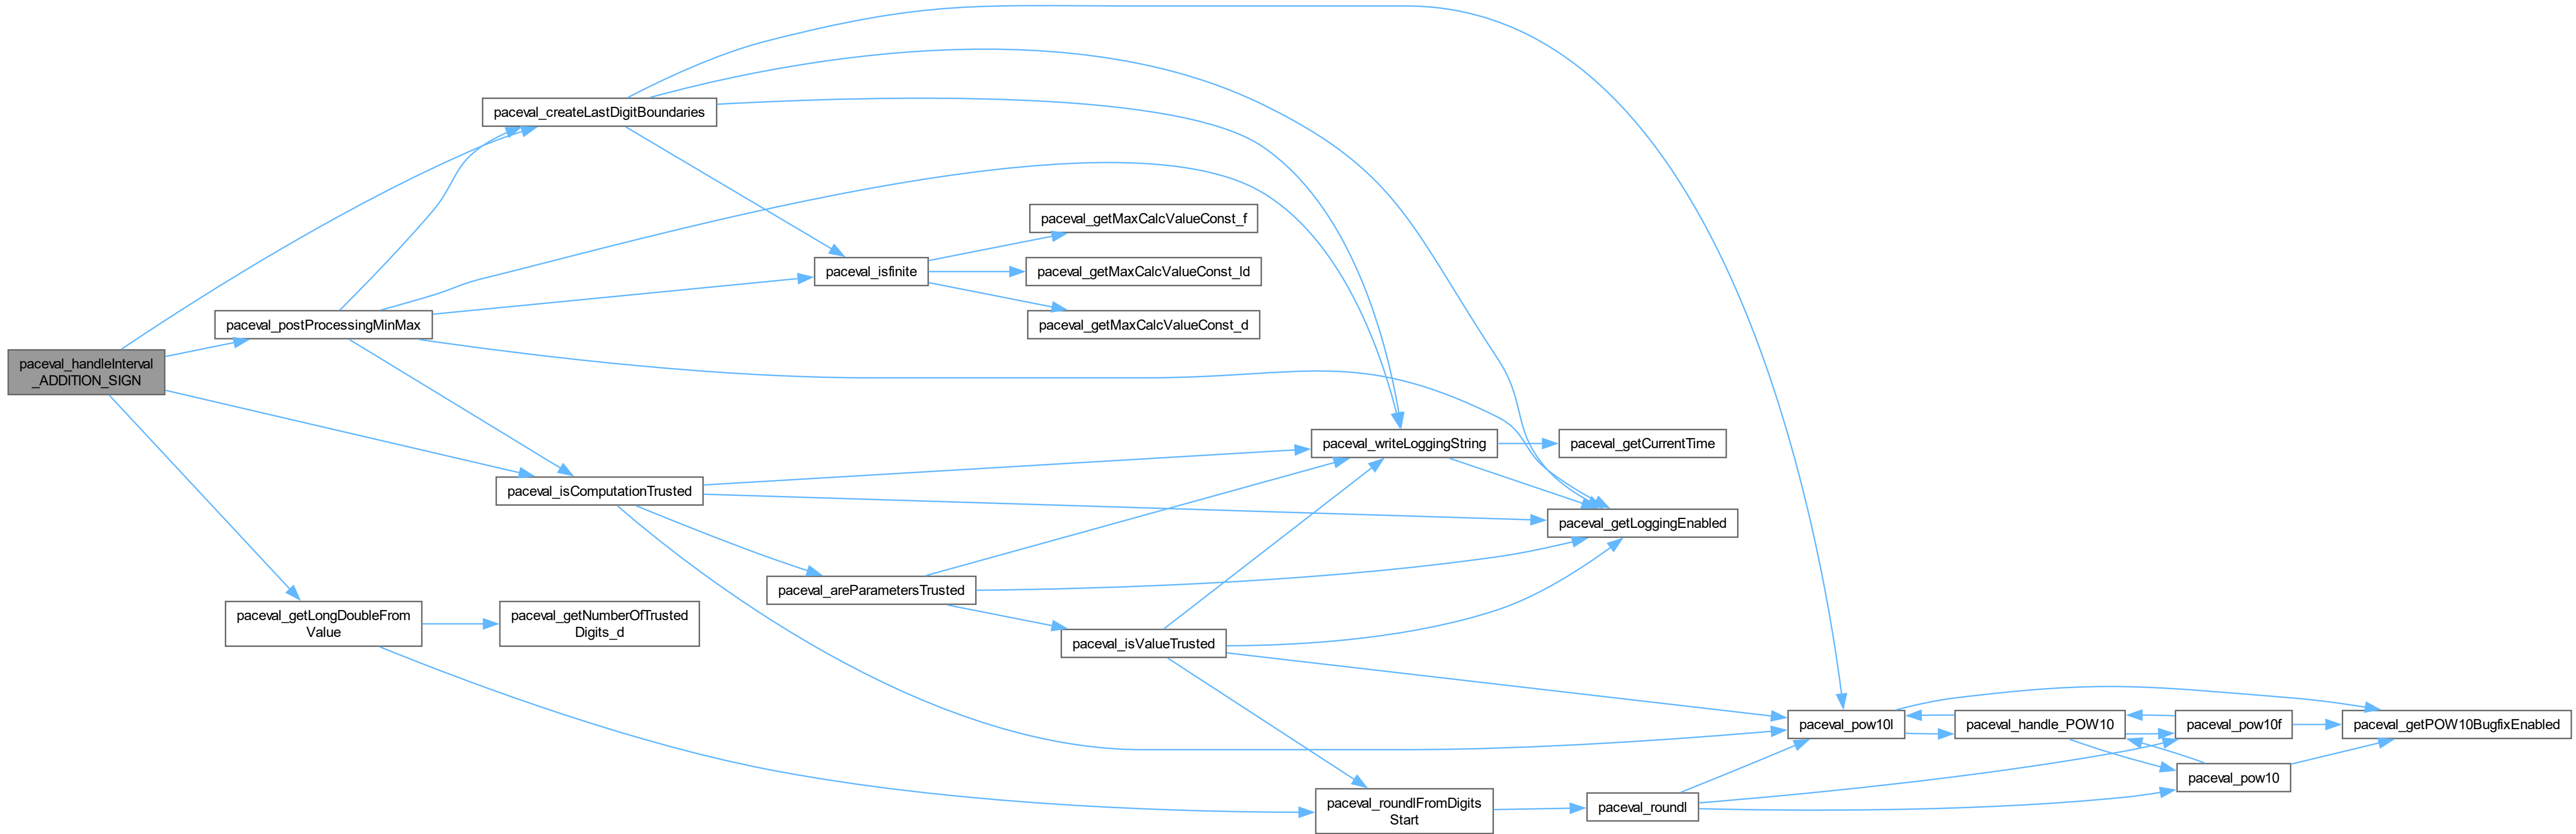 paceval_createLastDigitBoundaries
paceval_getMaxCalcValueConst_f
paceval_isfinite
paceval_getMaxCalcValueConst_ld
paceval_postProcessingMinMax
paceval_getMaxCalcValueConst_d
paceval_handleInterval
_ADDITION_SIGN
paceval_writeLoggingString
paceval_getCurrentTime
paceval_isComputationTrusted
paceval_getLoggingEnabled
paceval_areParametersTrusted
paceval_getLongDoubleFrom
Value
paceval_getNumberOfTrusted
Digits_d
paceval_isValueTrusted
paceval_pow10l
paceval_handle_POW10
paceval_pow10f
paceval_getPOW10BugfixEnabled
paceval_pow10
paceval_roundlFromDigits
Start
paceval_roundl